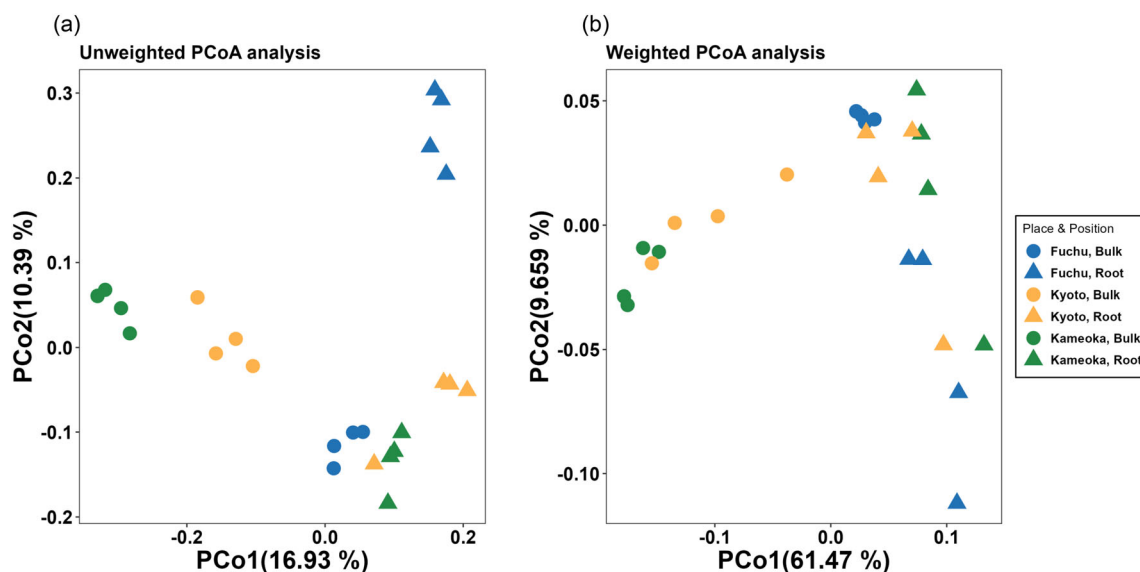 (a)
Unweighted PCoA analysis
0.3
0.2
0.1
0.0
-0.1
-0.2
PCo2(10.39 %)
-0.2
0.0
0.2
PCo1(16.93 %)
(b)
Weighted PCoA analysis
0.05
0.00
-0.05
-0.10
PCo2(9.659 %)
-0.1
0.0
0.1
PCo1(61.47 %)
Place & Position
Fuchu, Bulk
Fuchu, Root
Kyoto, Bulk
Kyoto, Root
Kameoka, Bulk
Kameoka, Root